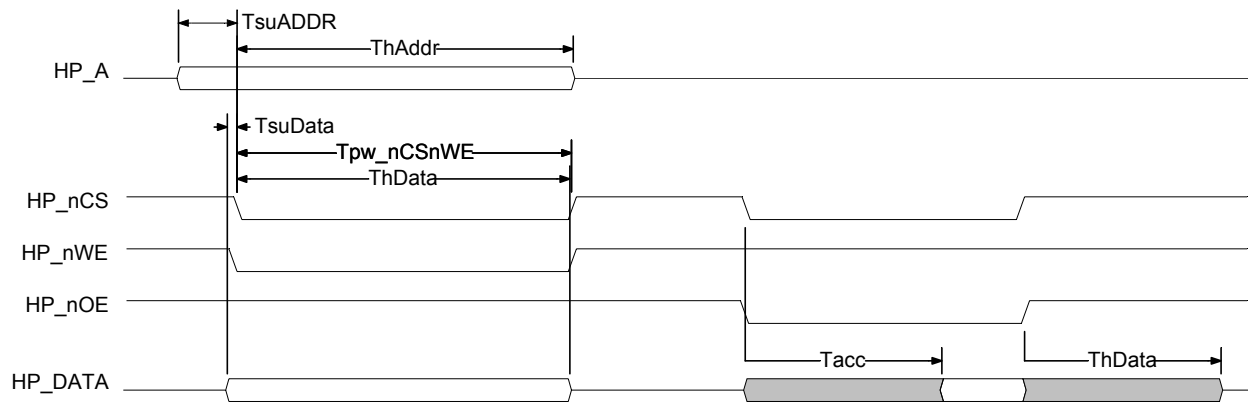 TsuADDR
ThAddr
HP_A
TsuData
Tpw_nCSnWE
ThData
HP_nCS
HP_nWE
HP_nOE
Tacc
ThData
HP_DATA